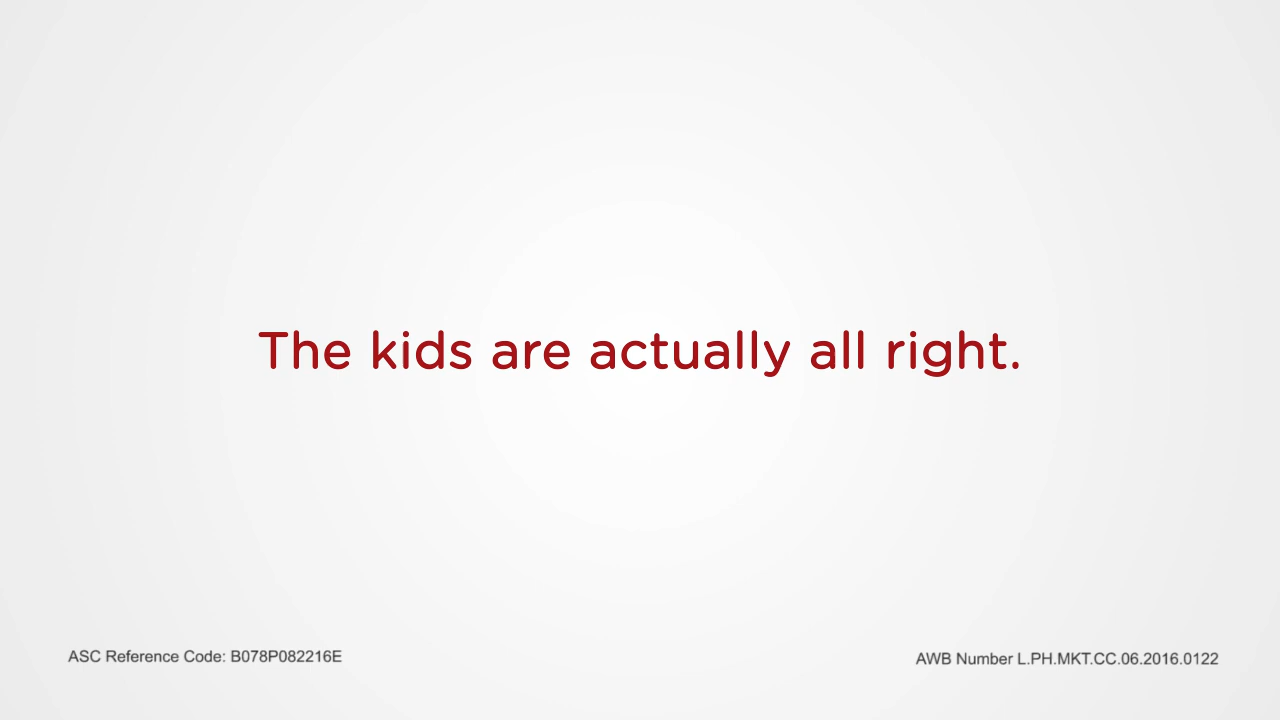 The kids are actually all right.
ASC Reference Code: B078P082216E
AWB Number L.PH.MKT.CC.06.2016.0122